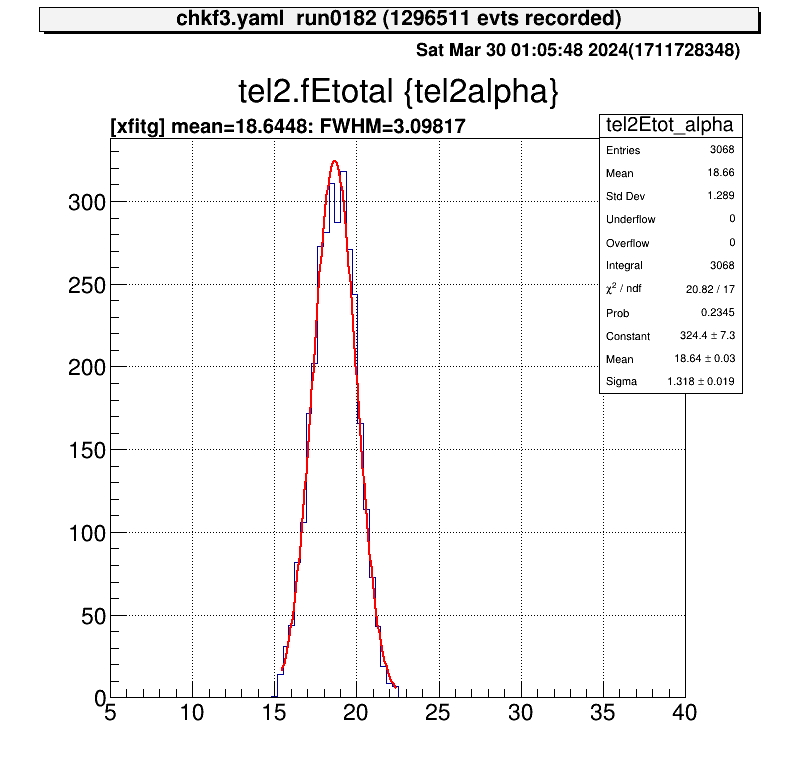 chkf3.yaml run0182 (1296511 evts recorded)
Sat Mar 30 01:05:48 2024(1711728348)
tel2.fEtotal {tel2alpha}
[xfitg] mean=18.6448: FWHM=3.09817
tel2Etot_alpha
Entries 3068
Mean 18.66
Std Dev 1.289
Underflow 0
Overflow 0
Integral 3068
χ² / ndf 20.82 / 17
Prob 0.2345
Constant 324.4 ± 7.3
Mean 18.64 ± 0.03
Sigma 1.318 ± 0.019
300
250
200
150
100
50
0
5 10 15 20 25 30 35 40